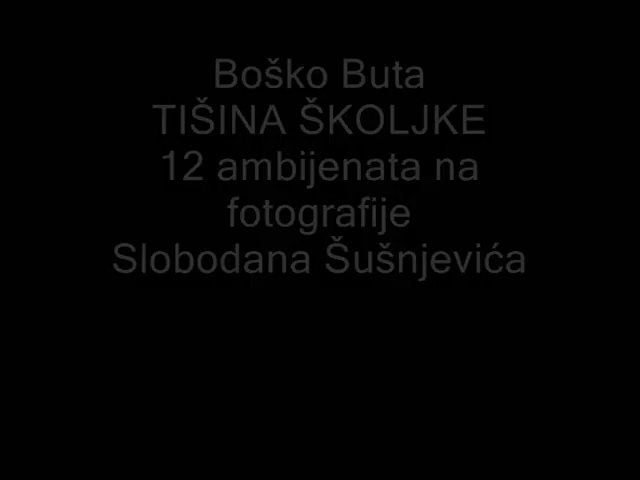 Boško Buta
TIŠINA ŠKOLJKE
12 ambijenata na
fotografije
Slobodana Šušnjevića